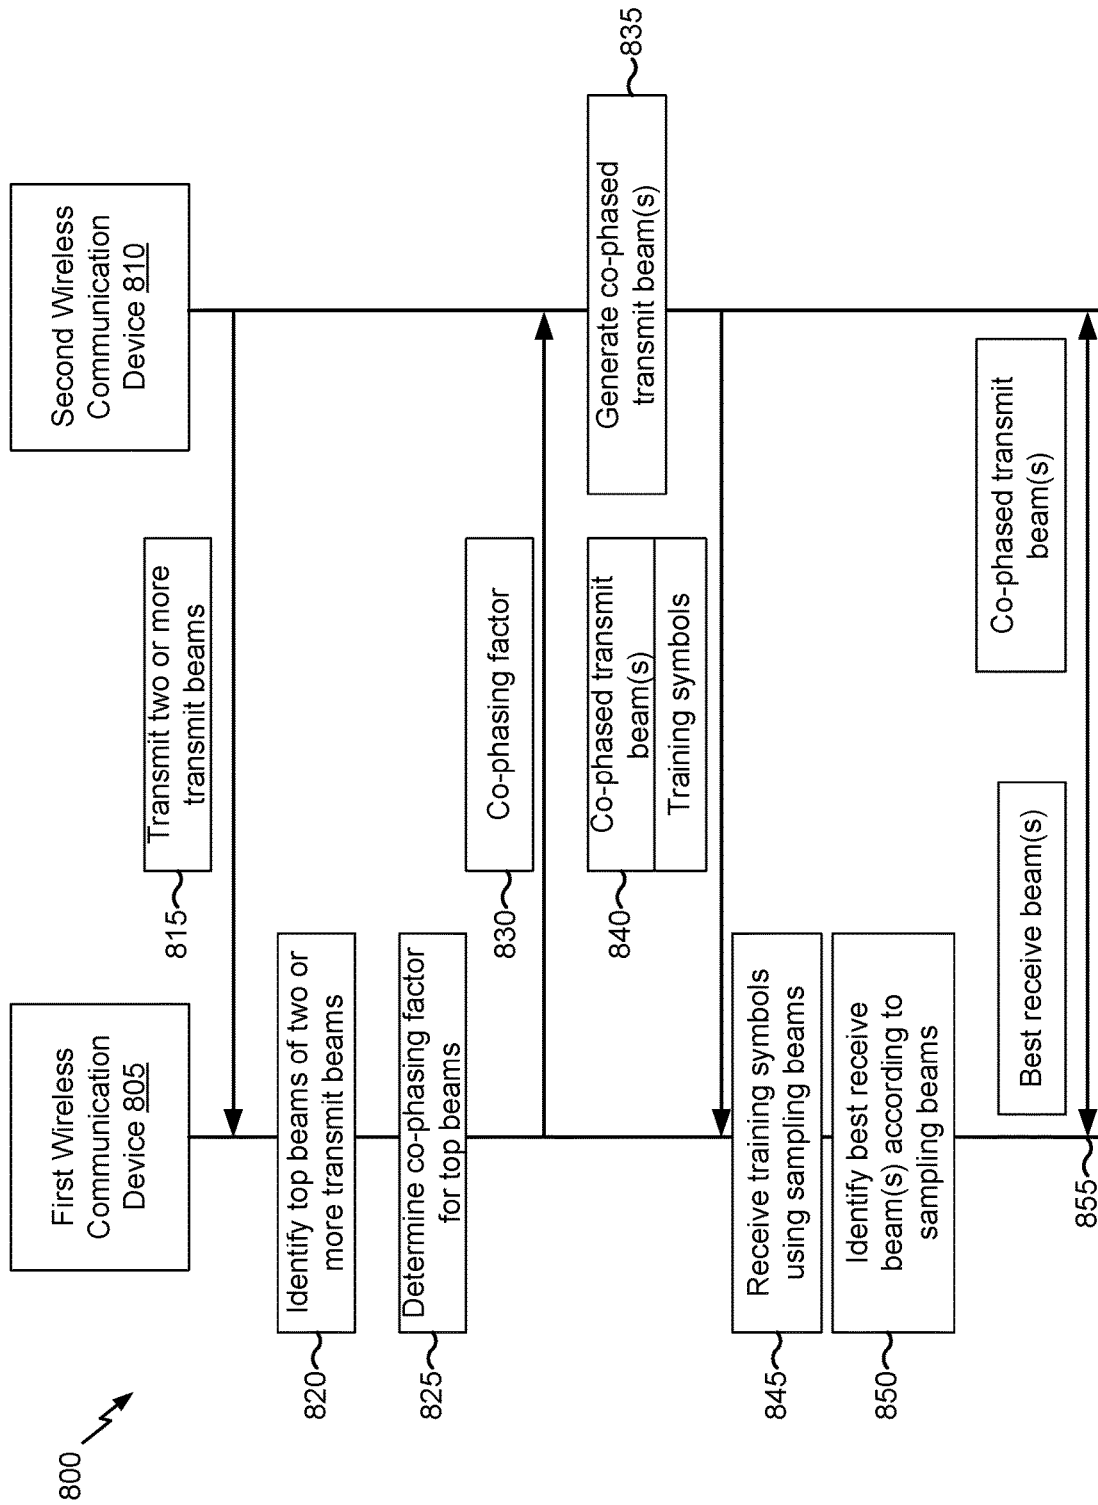 800
First Wireless
Communication
Device 805
Second Wireless
Communication
Device 810
815
Transmit two or more
transmit beams
820
Identify top beams of two or
more transmit beams
825
Determine co-phasing factor
for top beams
830
Co-phasing factor
835
Generate co-phased
transmit beam(s)
840
Co-phased transmit
beam(s)
Training symbols
845
Receive training symbols
using sampling beams
850
Identify best receive
beam(s) according to
sampling beams
855
Best receive beam(s)
Co-phased transmit
beam(s)